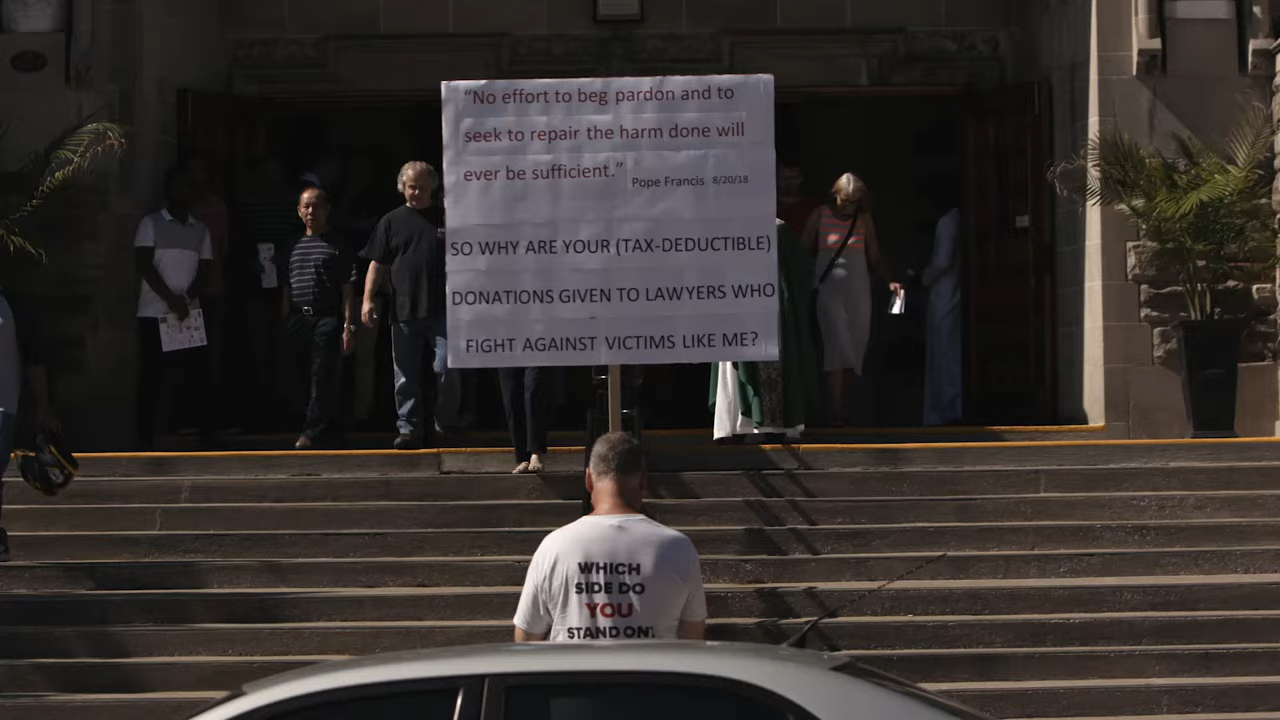 “No effort to beg pardon and to
seek to repair the harm done will
ever be sufficient.” Pope Francis 8/20/18
SO WHY ARE YOUR (TAX-DEDUCTIBLE)
DONATIONS GIVEN TO LAWYERS WHO
FIGHT AGAINST VICTIMS LIKE ME?
WHICH
SIDE DO
YOU
STAND ON?